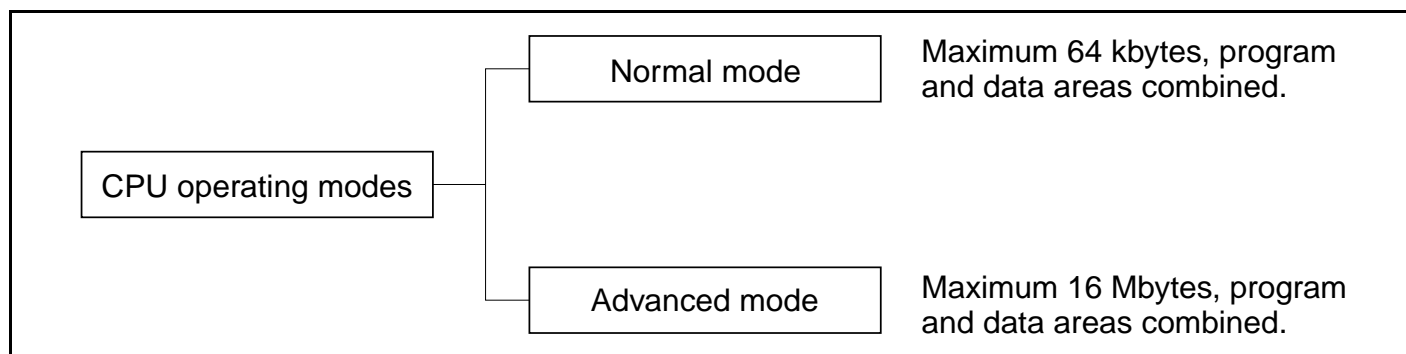 Normal mode
Maximum 64 kbytes, program
and data areas combined.
CPU operating modes
Advanced mode
Maximum 16 Mbytes, program
and data areas combined.